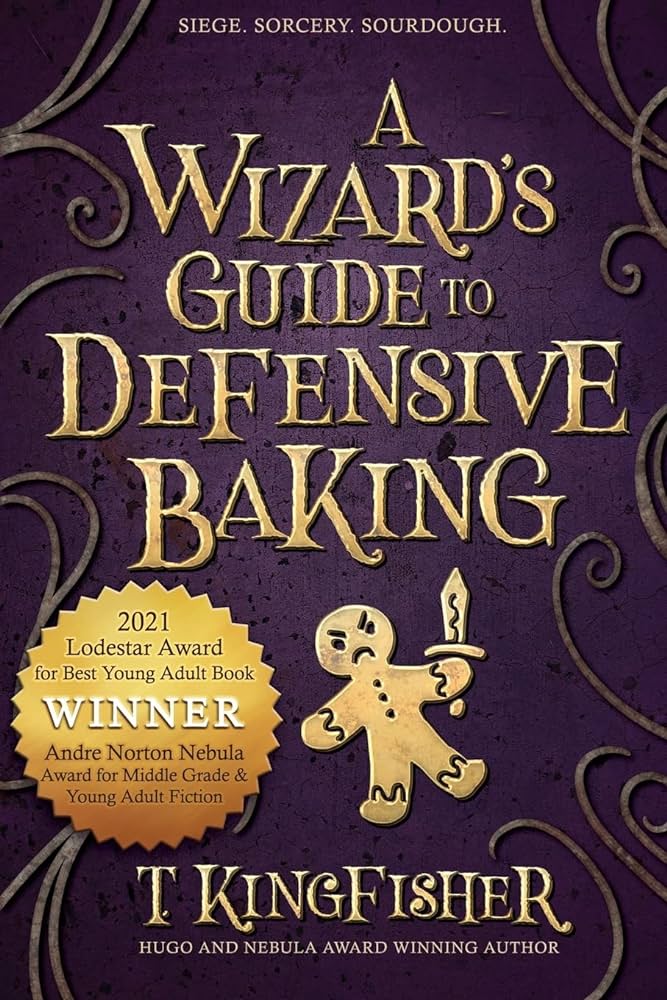 SIEGE. SORCERY. SOURDOUGH.
A
WIZARD'S
GUIDE TO
DEFENSIVE
BAKING
2021
Lodestar Award
for Best Young Adult Book
WINNER
Andre Norton Nebula
Award for Middle Grade &
Young Adult Fiction
T. KINGFISHER
HUGO AND NEBULA AWARD WINNING AUTHOR